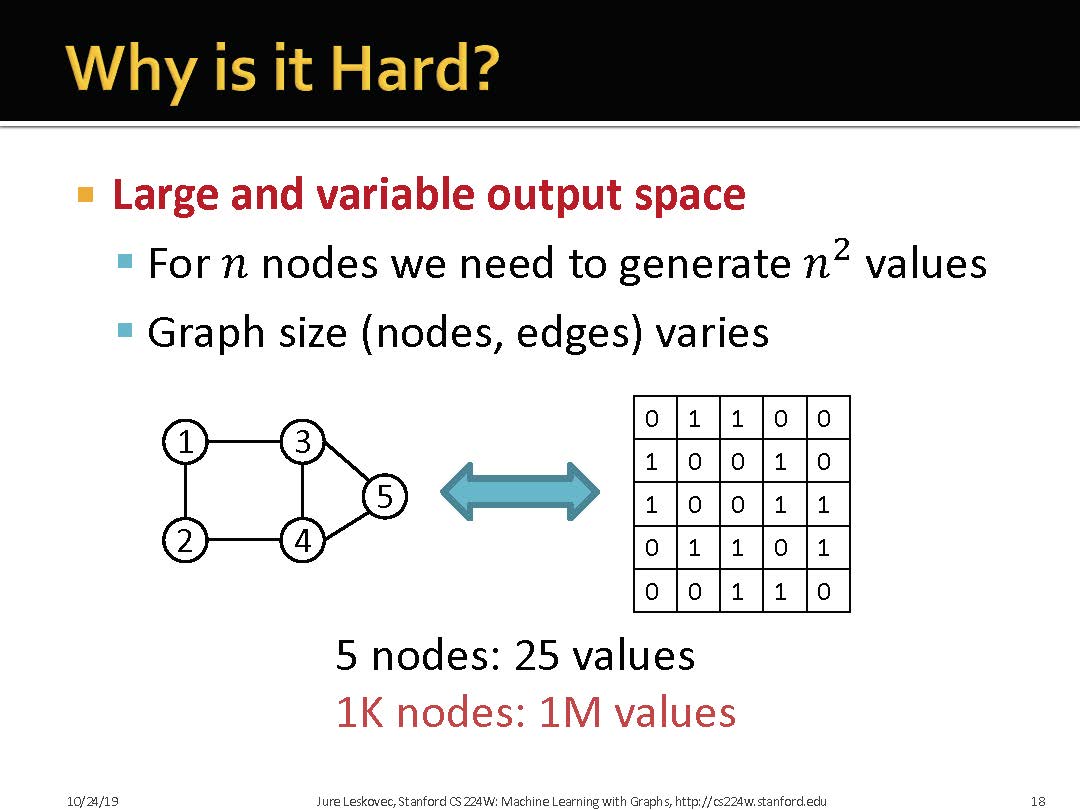 Why is it Hard?
Large and variable output space
For n nodes we need to generate n² values
Graph size (nodes, edges) varies
1 3
5
2 4
0 1 1 0 0
1 0 0 1 0
1 0 0 1 1
0 1 1 0 1
0 0 1 1 0
5 nodes: 25 values
1K nodes: 1M values
10/24/19 Jure Leskovec, Stanford CS224W: Machine Learning with Graphs, http://cs224w.stanford.edu 18